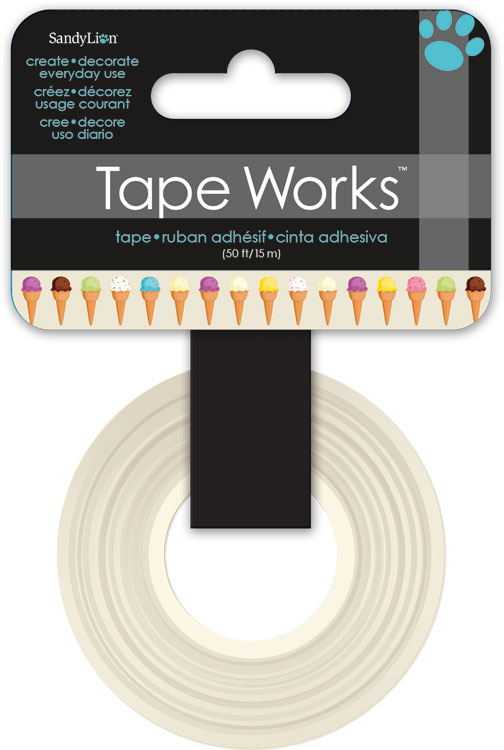 SandyLion®
create•decorate
everyday use
créez•décorez
usage courant
cree•decore
uso diario
Tape Works™
tape•ruban adhésif•cinta adhesiva
(50 ft/15 m)